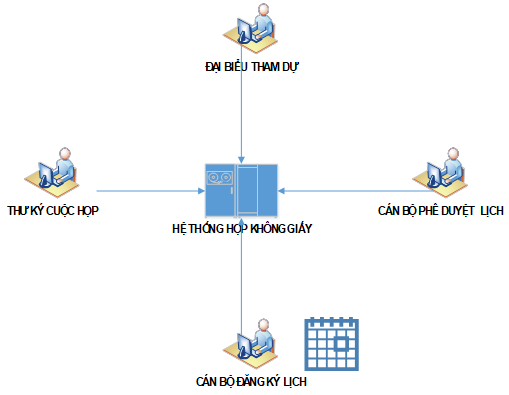 ĐẠI BIỂU THAM DỰ
THƯ KÝ CUỘC HỌP
CÁN BỘ PHÊ DUYỆT LỊCH
HỆ THỐNG HỌP KHÔNG GIẤY
CÁN BỘ ĐĂNG KÝ LỊCH